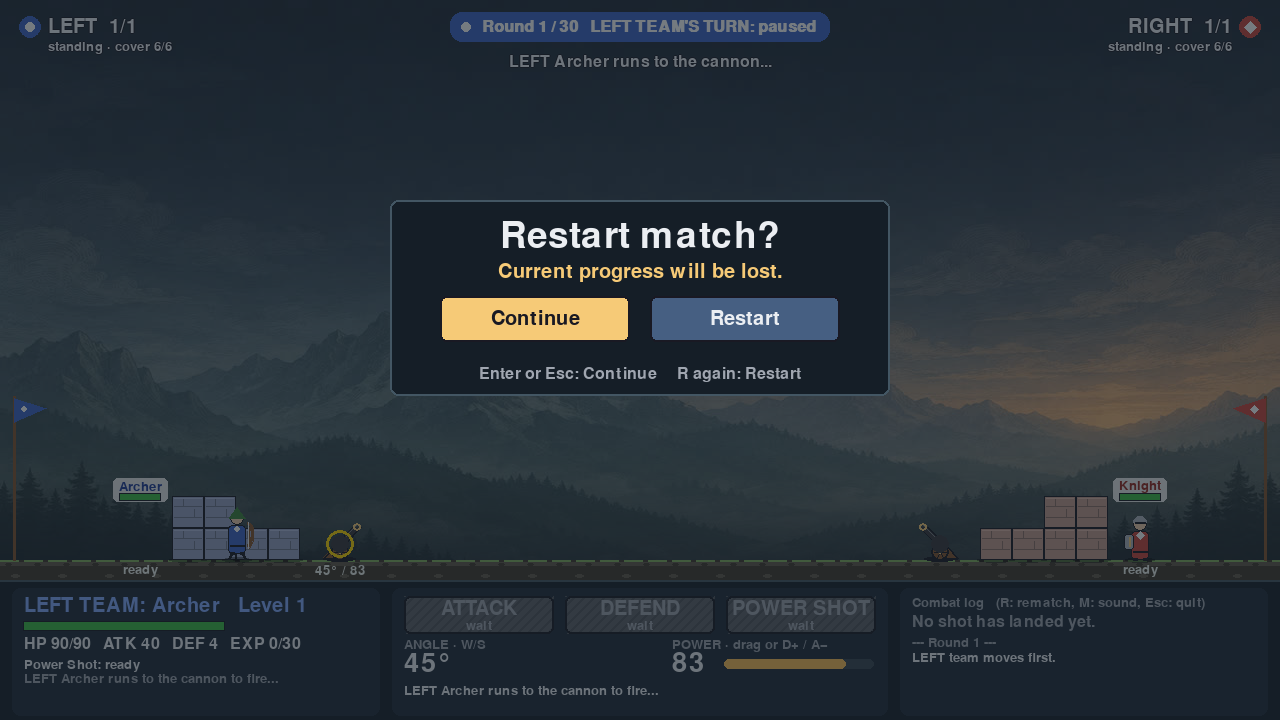 LEFT 1/1
standing · cover 6/6
Round 1 / 30 LEFT TEAM'S TURN: paused
LEFT Archer runs to the cannon...
RIGHT 1/1
standing · cover 6/6
Restart match?
Current progress will be lost.
Continue
Restart
Enter or Esc: Continue R again: Restart
Archer
Knight
ready
45° / 83
ready
LEFT TEAM: Archer Level 1
HP 90/90 ATK 40 DEF 4 EXP 0/30
Power Shot: ready
LEFT Archer runs to the cannon to fire...
ATTACK
wait
DEFEND
wait
POWER SHOT
wait
ANGLE · W/S
45°
POWER · drag or D+ / A–
83
LEFT Archer runs to the cannon to fire...
Combat log (R: rematch, M: sound, Esc: quit)
No shot has landed yet.
--- Round 1 ---
LEFT team moves first.